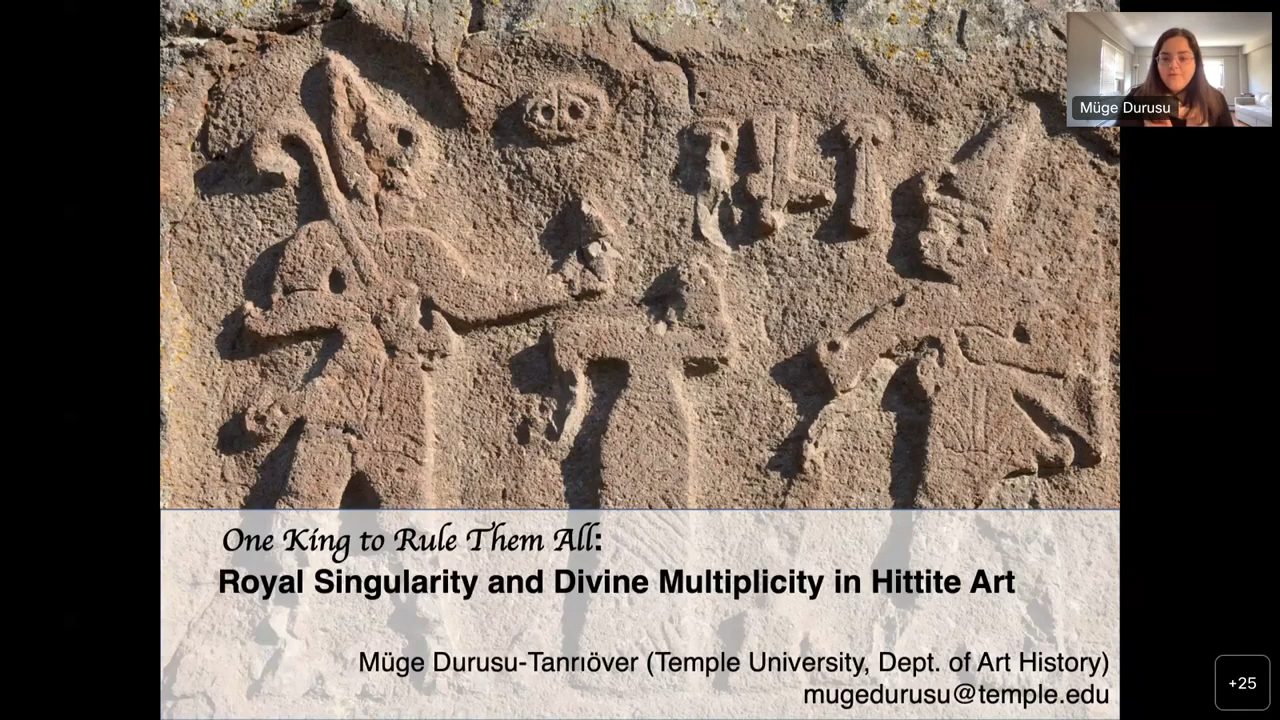 Müge Durusu
One King to Rule Them All:
Royal Singularity and Divine Multiplicity in Hittite Art
Müge Durusu-Tanrıöver (Temple University, Dept. of Art History)
mugedurusu@temple.edu
+25